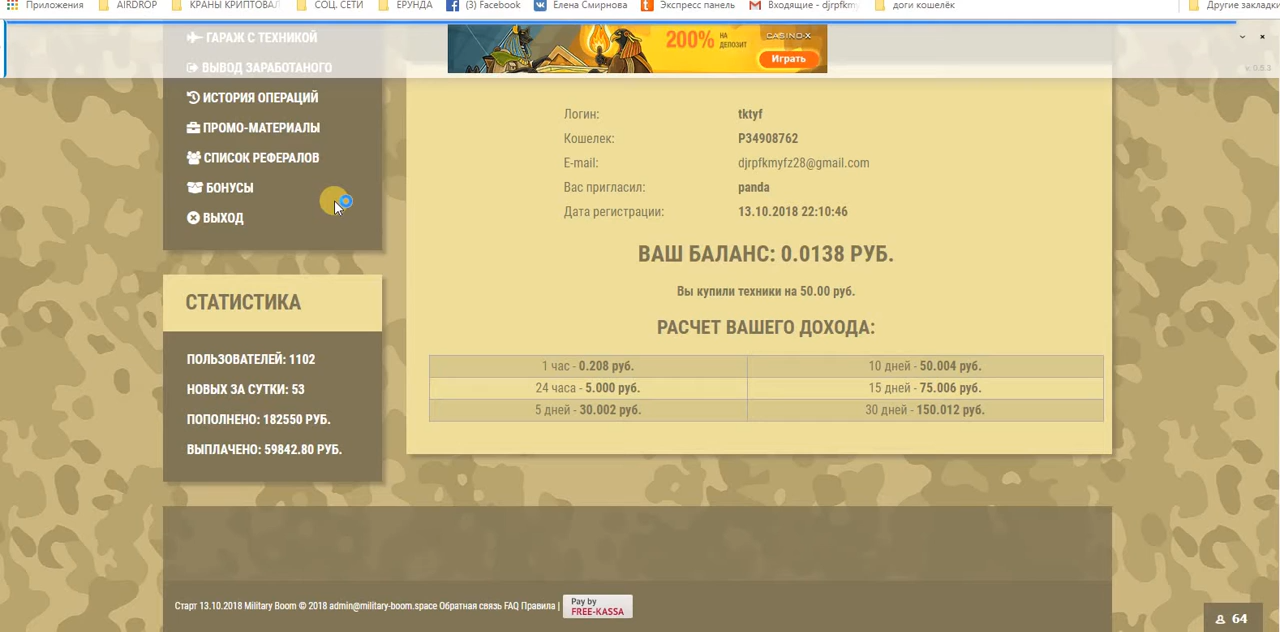 Приложения AIRDROP КРАНЫ КРИПТОВАЛ СОЦ. СЕТИ ЕРУНДА (3) Facebook Елена Смирнова Экспресс панель Входящие - djrpfkmy доги кошелёк Другие закладки
ГАРАЖ С ТЕХНИКОЙ
200% НА ДЕПОЗИТ CASINO-X
Играть
ВЫВОД ЗАРАБОТАНОГО
v. 0.5.3
ИСТОРИЯ ОПЕРАЦИЙ
ПРОМО-МАТЕРИАЛЫ
СПИСОК РЕФЕРАЛОВ
БОНУСЫ
ВЫХОД
СТАТИСТИКА
ПОЛЬЗОВАТЕЛЕЙ: 1102
НОВЫХ ЗА СУТКИ: 53
ПОПОЛНЕНО: 182550 РУБ.
ВЫПЛАЧЕНО: 59842.80 РУБ.
Логин: tktyf
Кошелек: P34908762
E-mail: djrpfkmyfz28@gmail.com
Вас пригласил: panda
Дата регистрации: 13.10.2018 22:10:46
ВАШ БАЛАНС: 0.0138 РУБ.
Вы купили техники на 50.00 руб.
РАСЧЕТ ВАШЕГО ДОХОДА:
1 час - 0.208 руб. 10 дней - 50.004 руб.
24 часа - 5.000 руб. 15 дней - 75.006 руб.
5 дней - 30.002 руб. 30 дней - 150.012 руб.
Старт 13.10.2018 Military Boom © 2018 admin@military-boom.space Обратная связь FAQ Правила |
Pay by
FREE-KASSA
64